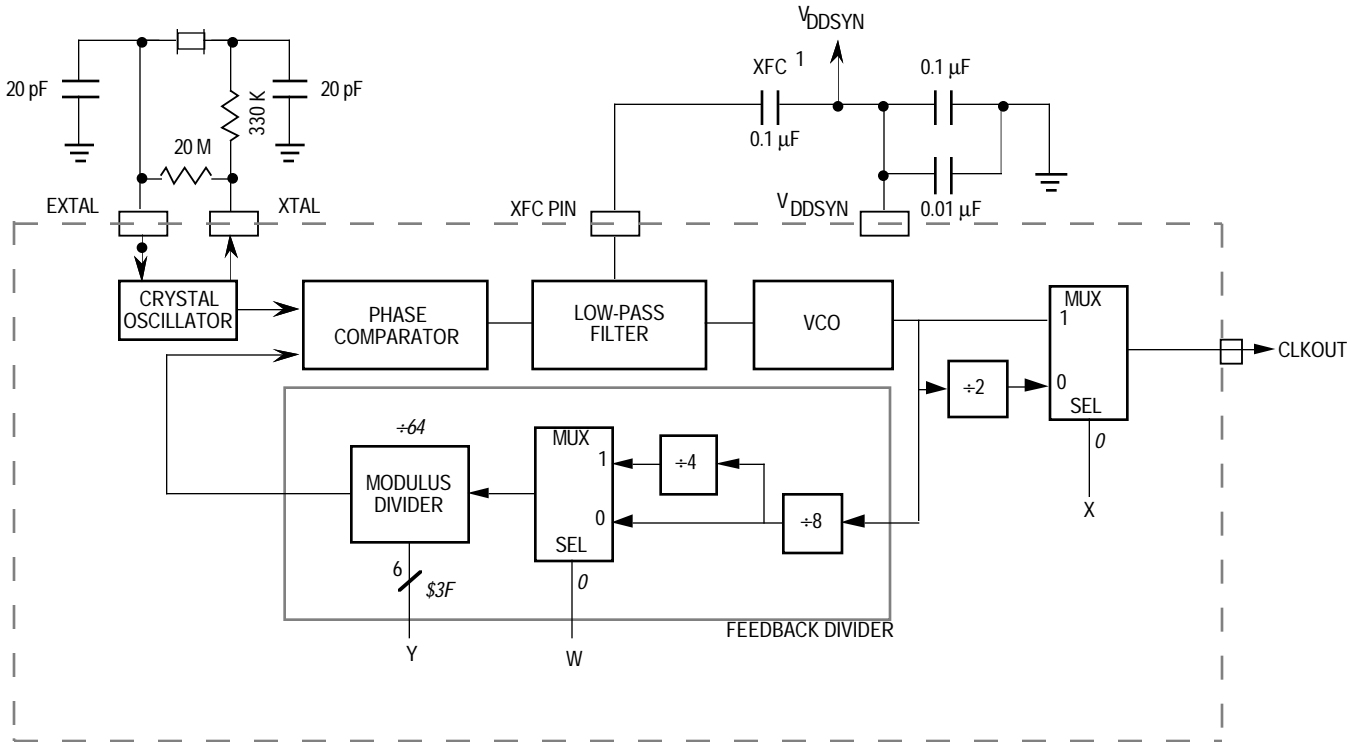 20 pF
20 pF
330 K
20 M
EXTAL
XTAL
VDDSYN
XFC 1
0.1 µF
0.1 µF
0.01 µF
XFC PIN
VDDSYN
CRYSTAL
OSCILLATOR
PHASE
COMPARATOR
LOW-PASS
FILTER
VCO
MUX
1
0
SEL
0
X
÷2
CLKOUT
÷64
MODULUS
DIVIDER
6
$3F
Y
MUX
1
0
SEL
0
W
÷4
÷8
FEEDBACK DIVIDER